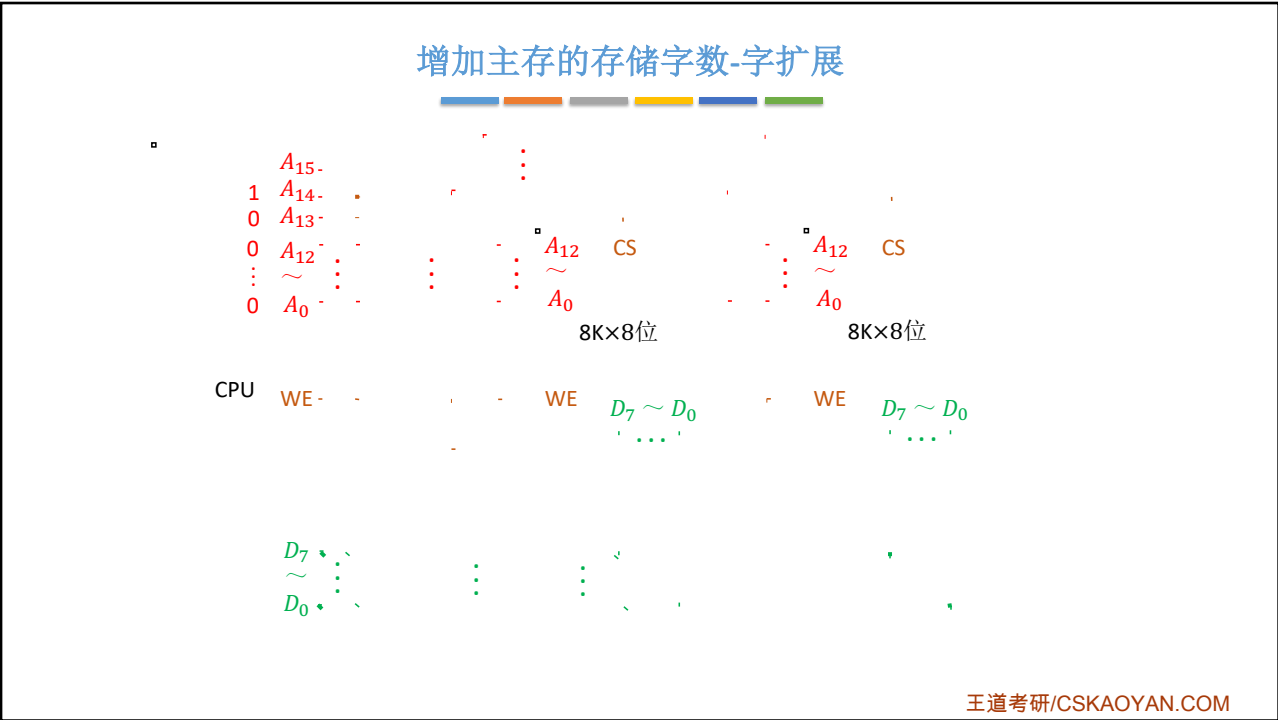 增加主存的存储字数-字扩展
A₁₅
1 A₁₄
0 A₁₃
0 A₁₂ A₁₂ CS A₁₂ CS
⋮ ～ ～ ～
0 A₀ A₀ A₀
8K×8位 8K×8位
CPU WE WE WE
D₇ ～ D₀ D₇ ～ D₀
… …
D₇
～
D₀
王道考研/CSKAOYAN.COM